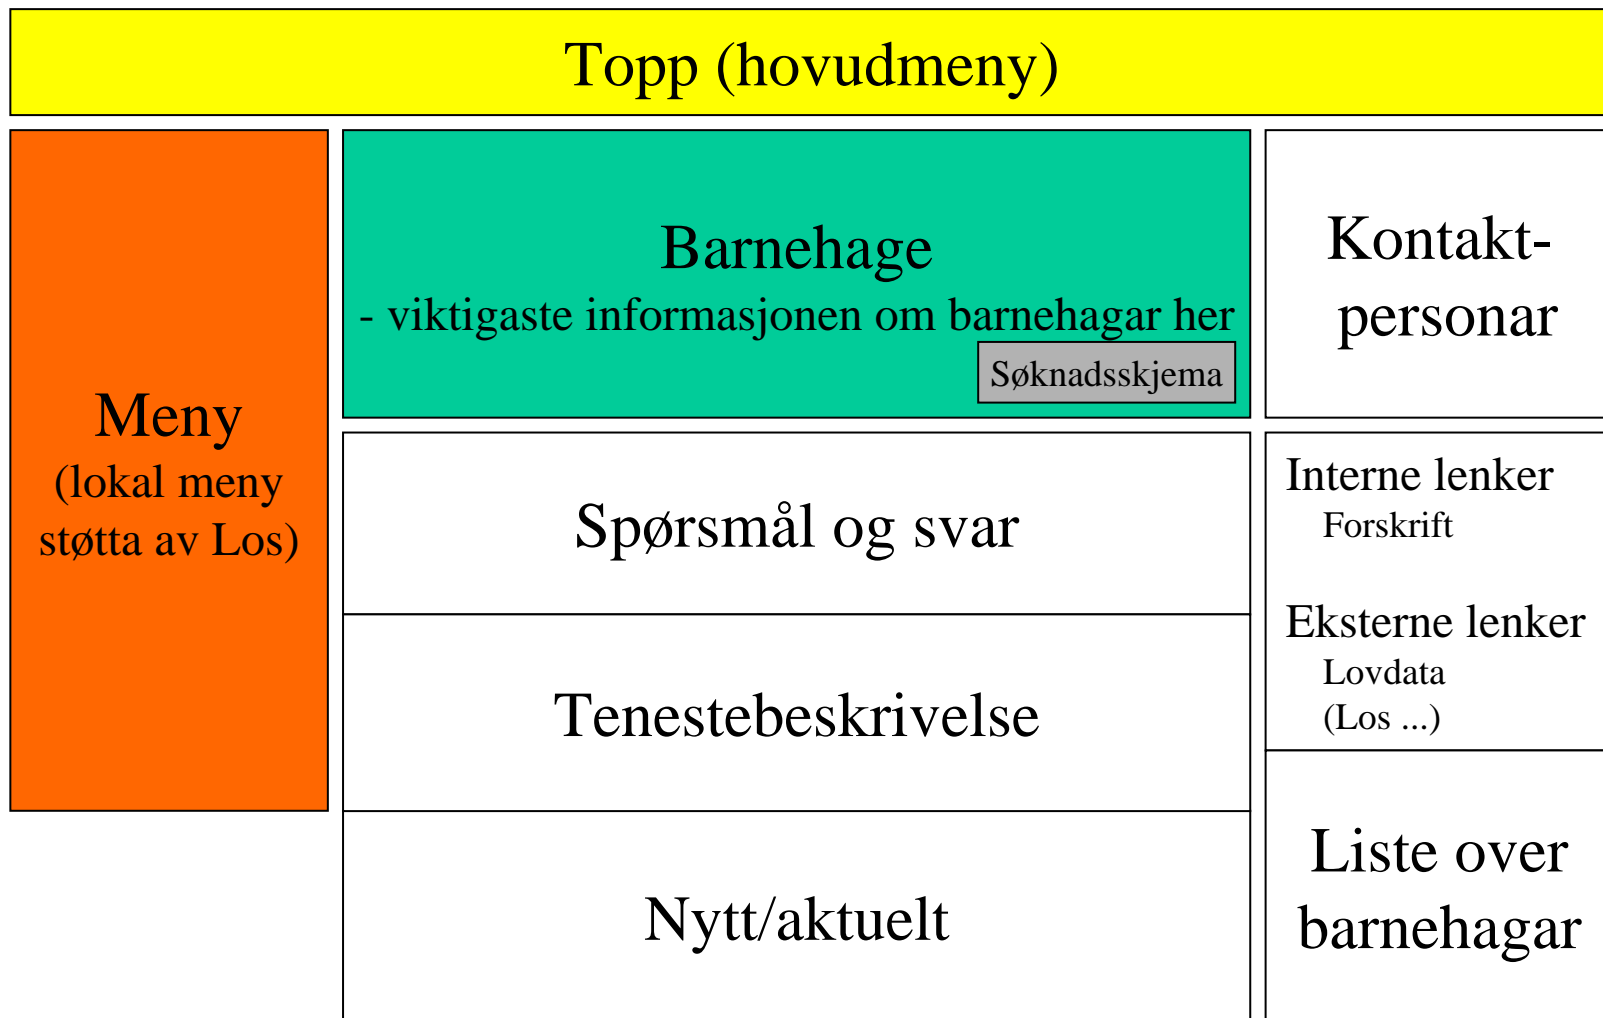 Topp (hovudmeny)
Meny
(lokal meny
støtta av Los)
Barnehage
- viktigaste informasjonen om barnehagar her
Søknadsskjema
Spørsmål og svar
Tenestebeskrivelse
Nytt/aktuelt
Kontakt-
personar
Interne lenker
Forskrift
Eksterne lenker
Lovdata
(Los ...)
Liste over
barnehagar